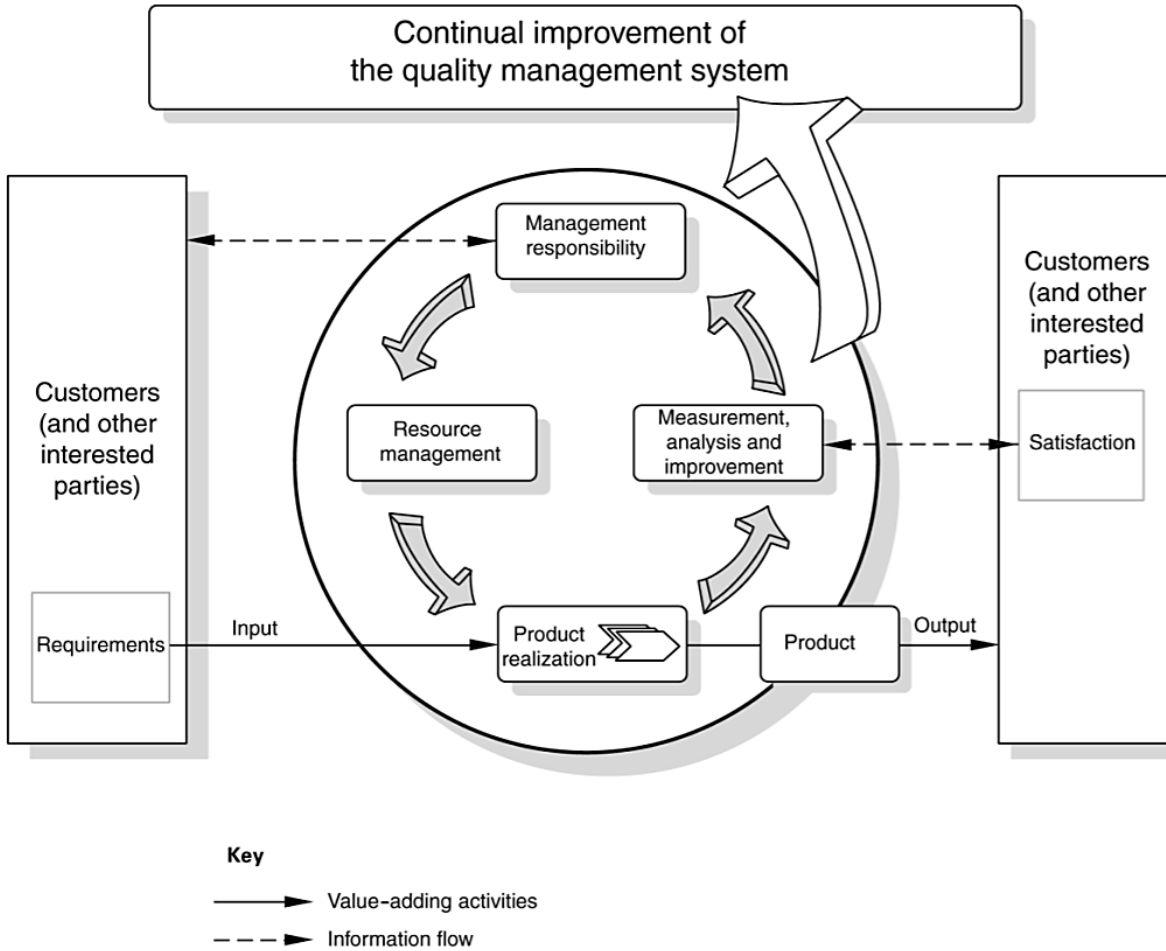 Continual improvement of
the quality management system
Management
responsibility
Customers
(and other
interested
parties)
Customers
(and other
interested
parties)
Resource
management
Measurement,
analysis and
improvement
Satisfaction
Requirements
Input
Product
realization
Product
Output
Key
Value-adding activities
Information flow